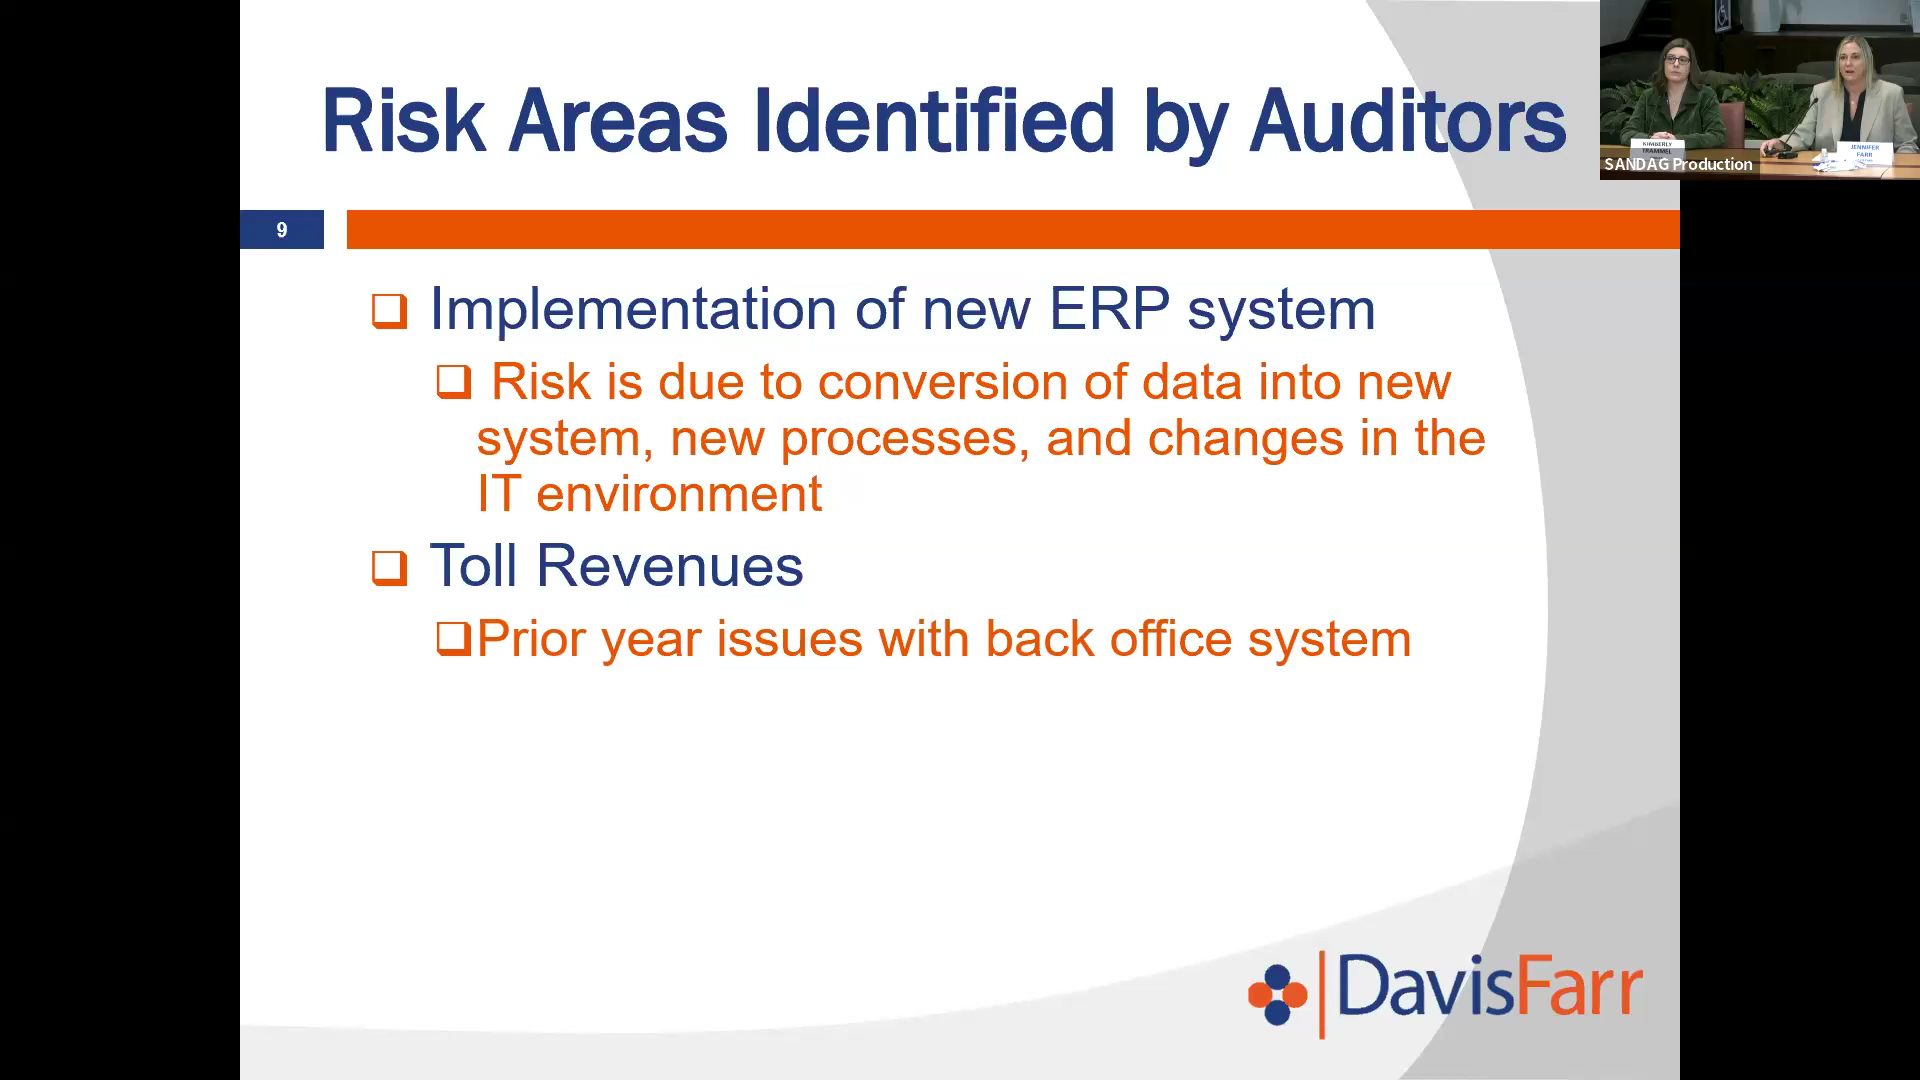 Risk Areas Identified by Auditors
9
❑ Implementation of new ERP system
❑ Risk is due to conversion of data into new
system, new processes, and changes in the
IT environment
❑ Toll Revenues
❑Prior year issues with back office system
DavisFarr
KIMBERLY
TRAMMEL
JENNIFER
FARR
SANDAG Production